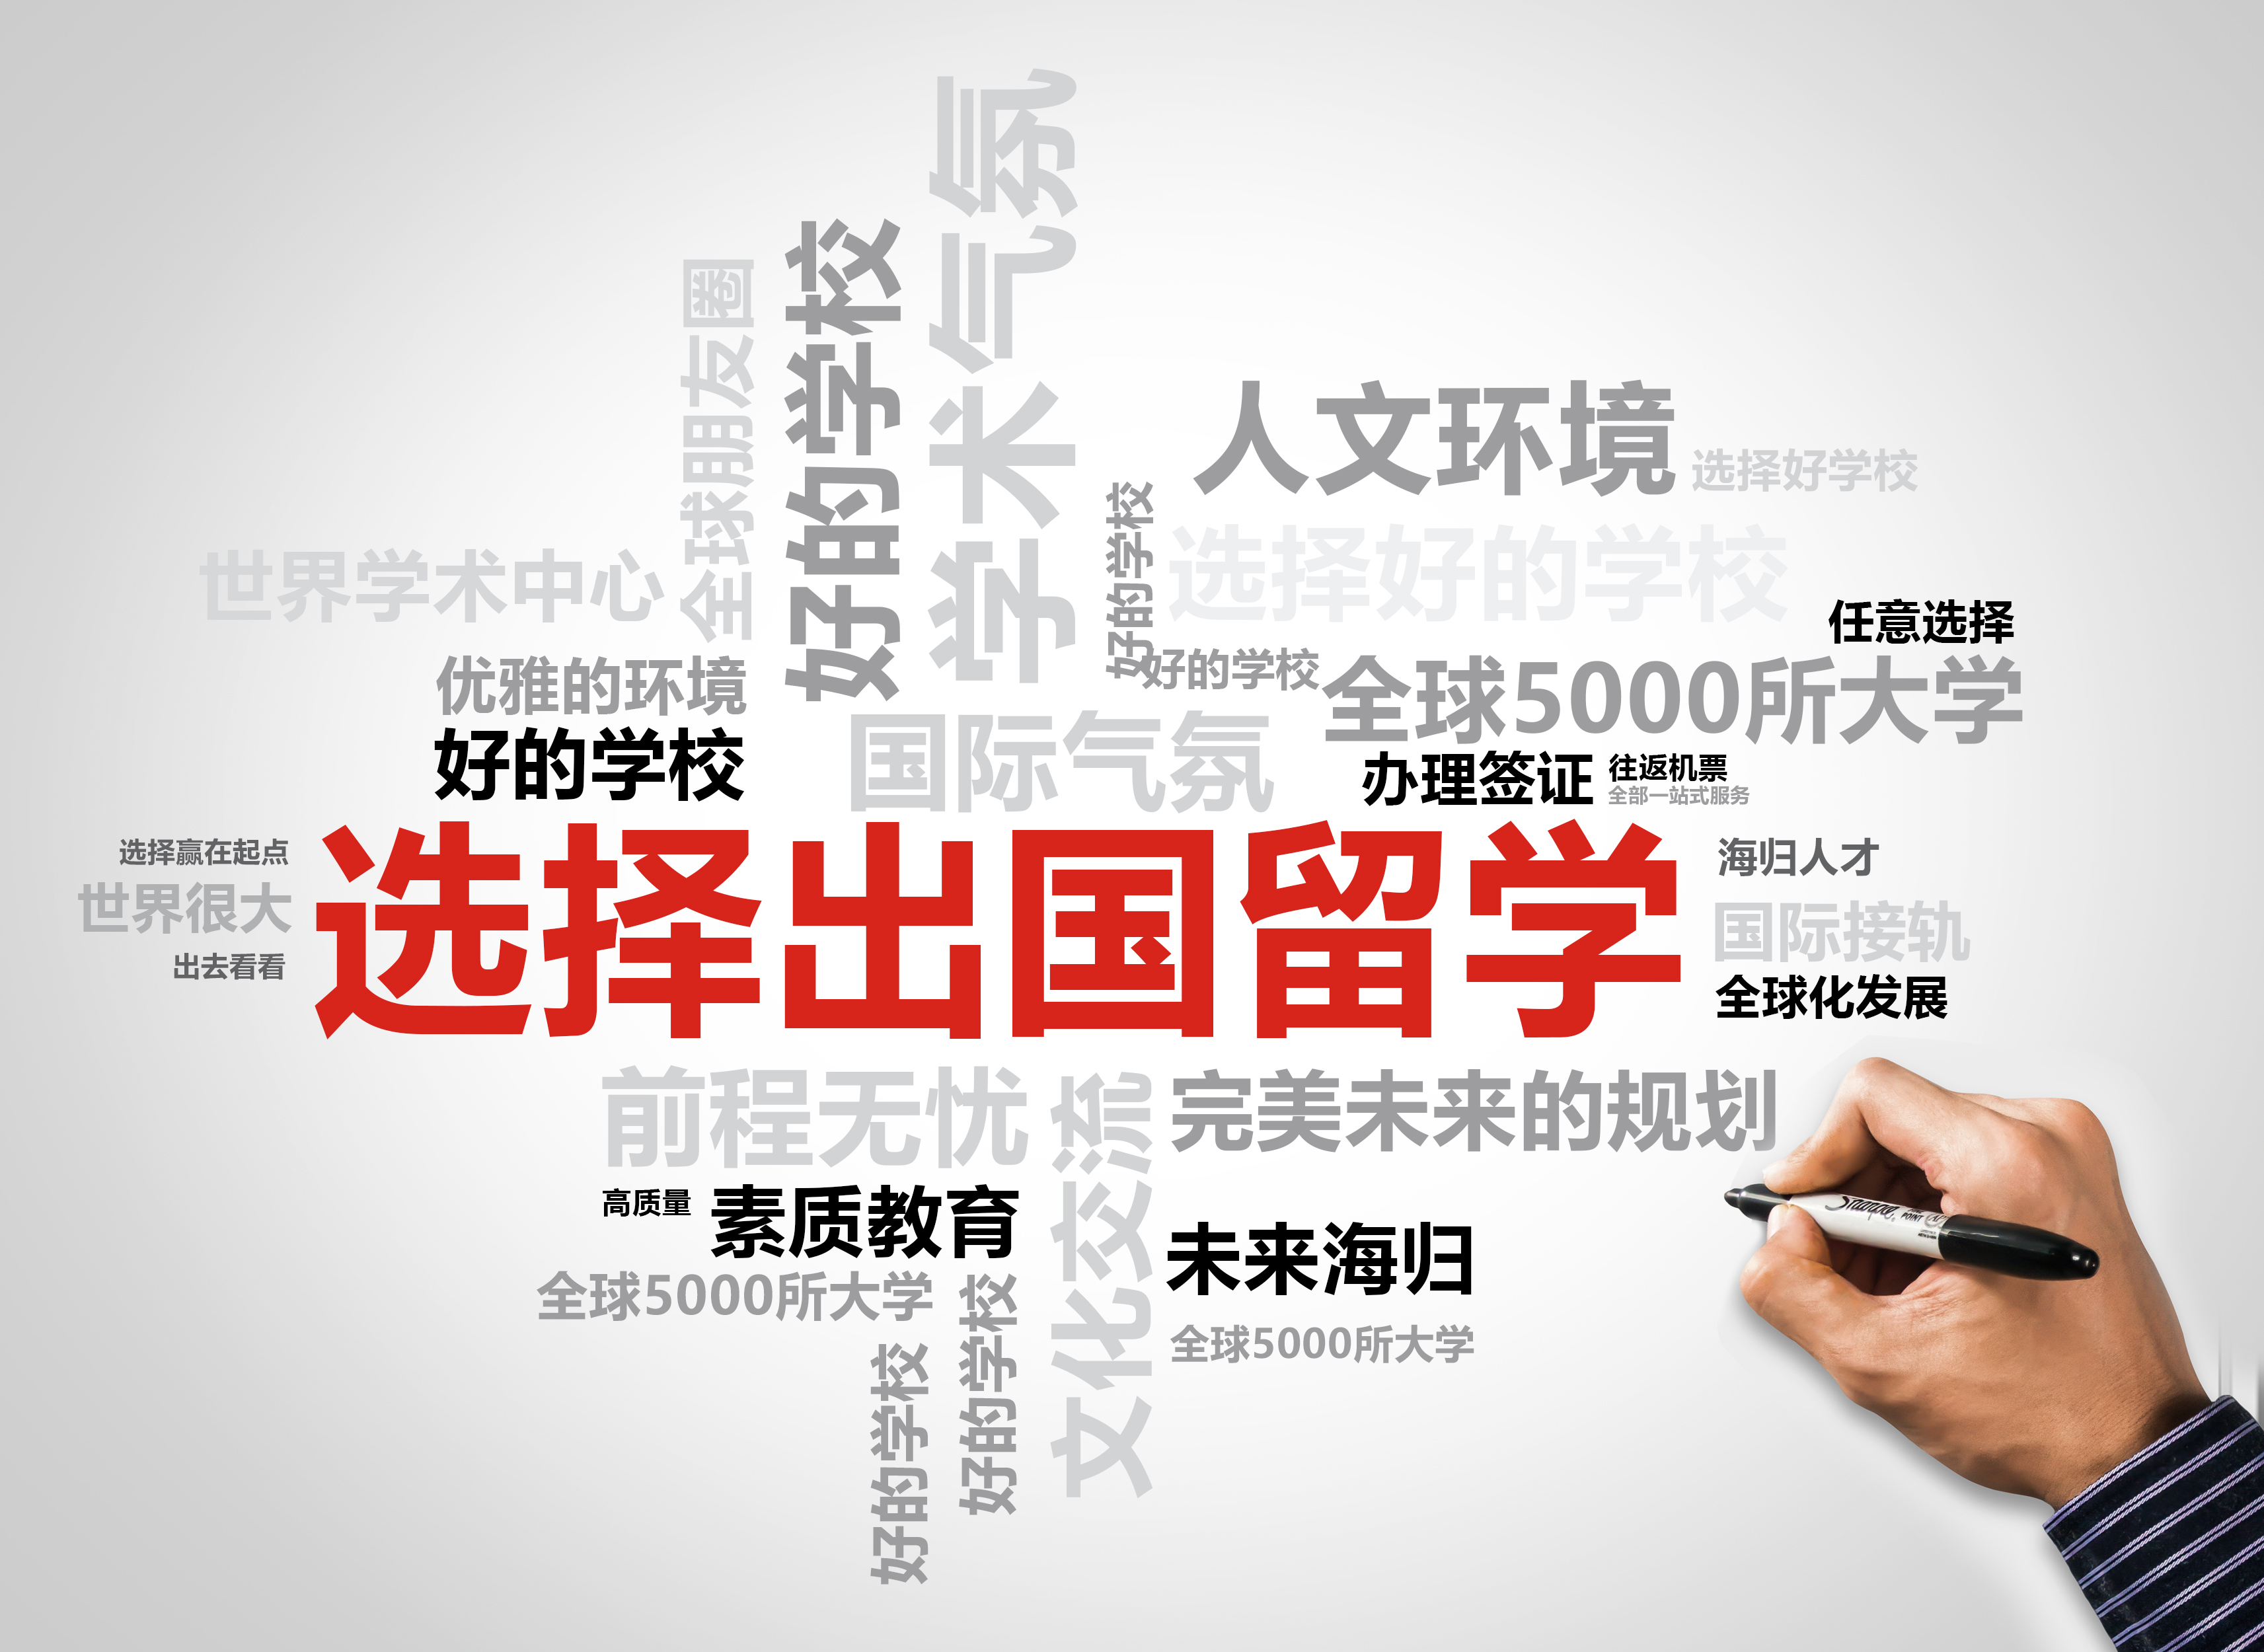 学术气氛
好的学校
全球朋友圈
人文环境
选择好学校
好的学校
选择好的学校
世界学术中心
任意选择
优雅的环境
好的学校
全球5000所大学
好的学校
国际气氛
办理签证
往返机票
全部一站式服务
选择赢在起点
世界很大
出去看看
选择出国留学
海归人才
国际接轨
全球化发展
前程无忧
文化交流
完美未来的规划
高质量
素质教育
未来海归
全球5000所大学
全球5000所大学
好的学校
好的学校
Sharpie
POINT